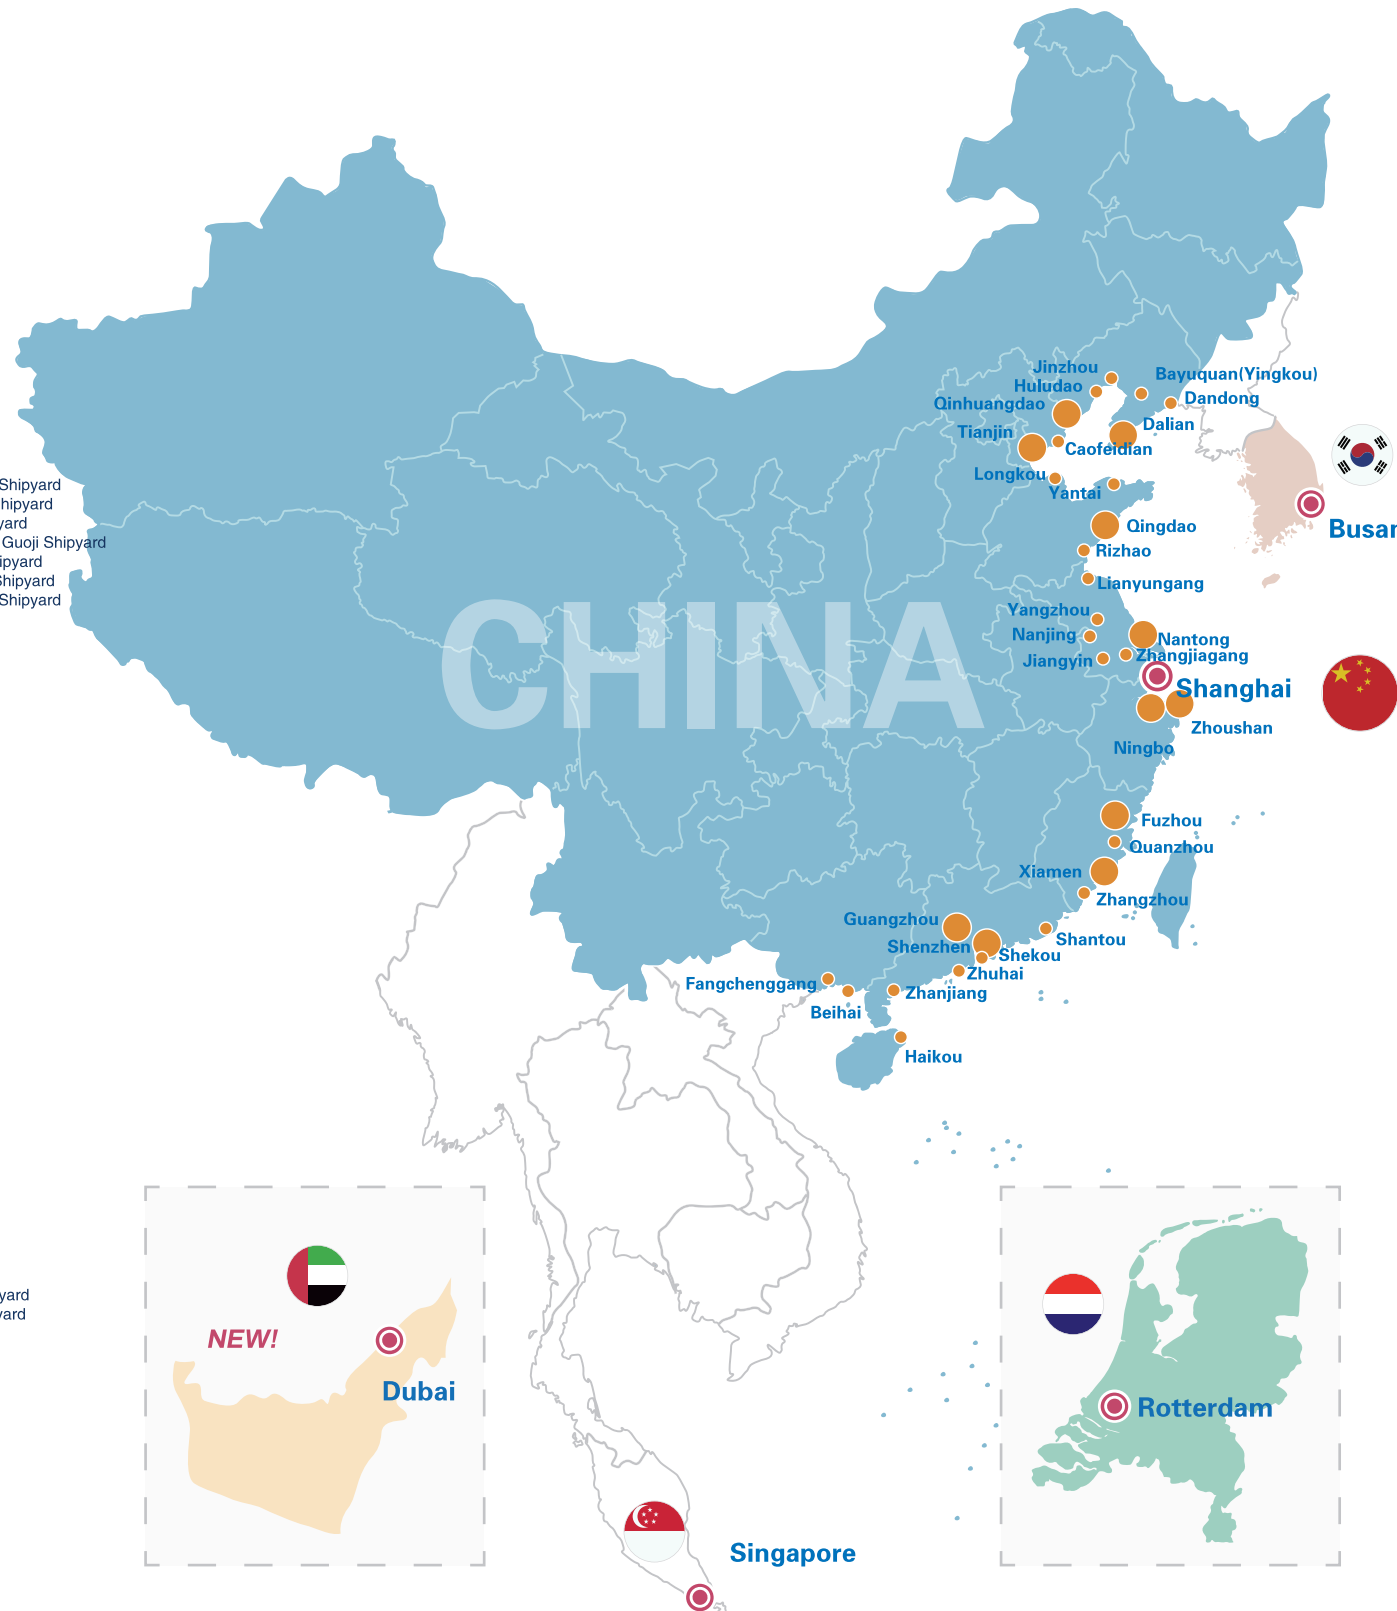 Jinzhou
Huludao
Bayuquan(Yingkou)
Qinhuangdao
Dandong
Tianjin
Dalian
Caofeidian
Longkou
Yantai
Shipyard
hipyard
yard
Guoji Shipyard
ipyard
Shipyard
Shipyard
Qingdao
Busan
Rizhao
Lianyungang
CHINA
Yangzhou
Nanjing
Nantong
Jiangyin
Zhangjiagang
Shanghai
Zhoushan
Ningbo
Fuzhou
Quanzhou
Xiamen
Zhangzhou
Guangzhou
Shantou
Shenzhen
Shekou
Zhuhai
Fangchenggang
Zhanjiang
Beihai
Haikou
yard
yard
NEW!
Dubai
Rotterdam
Singapore